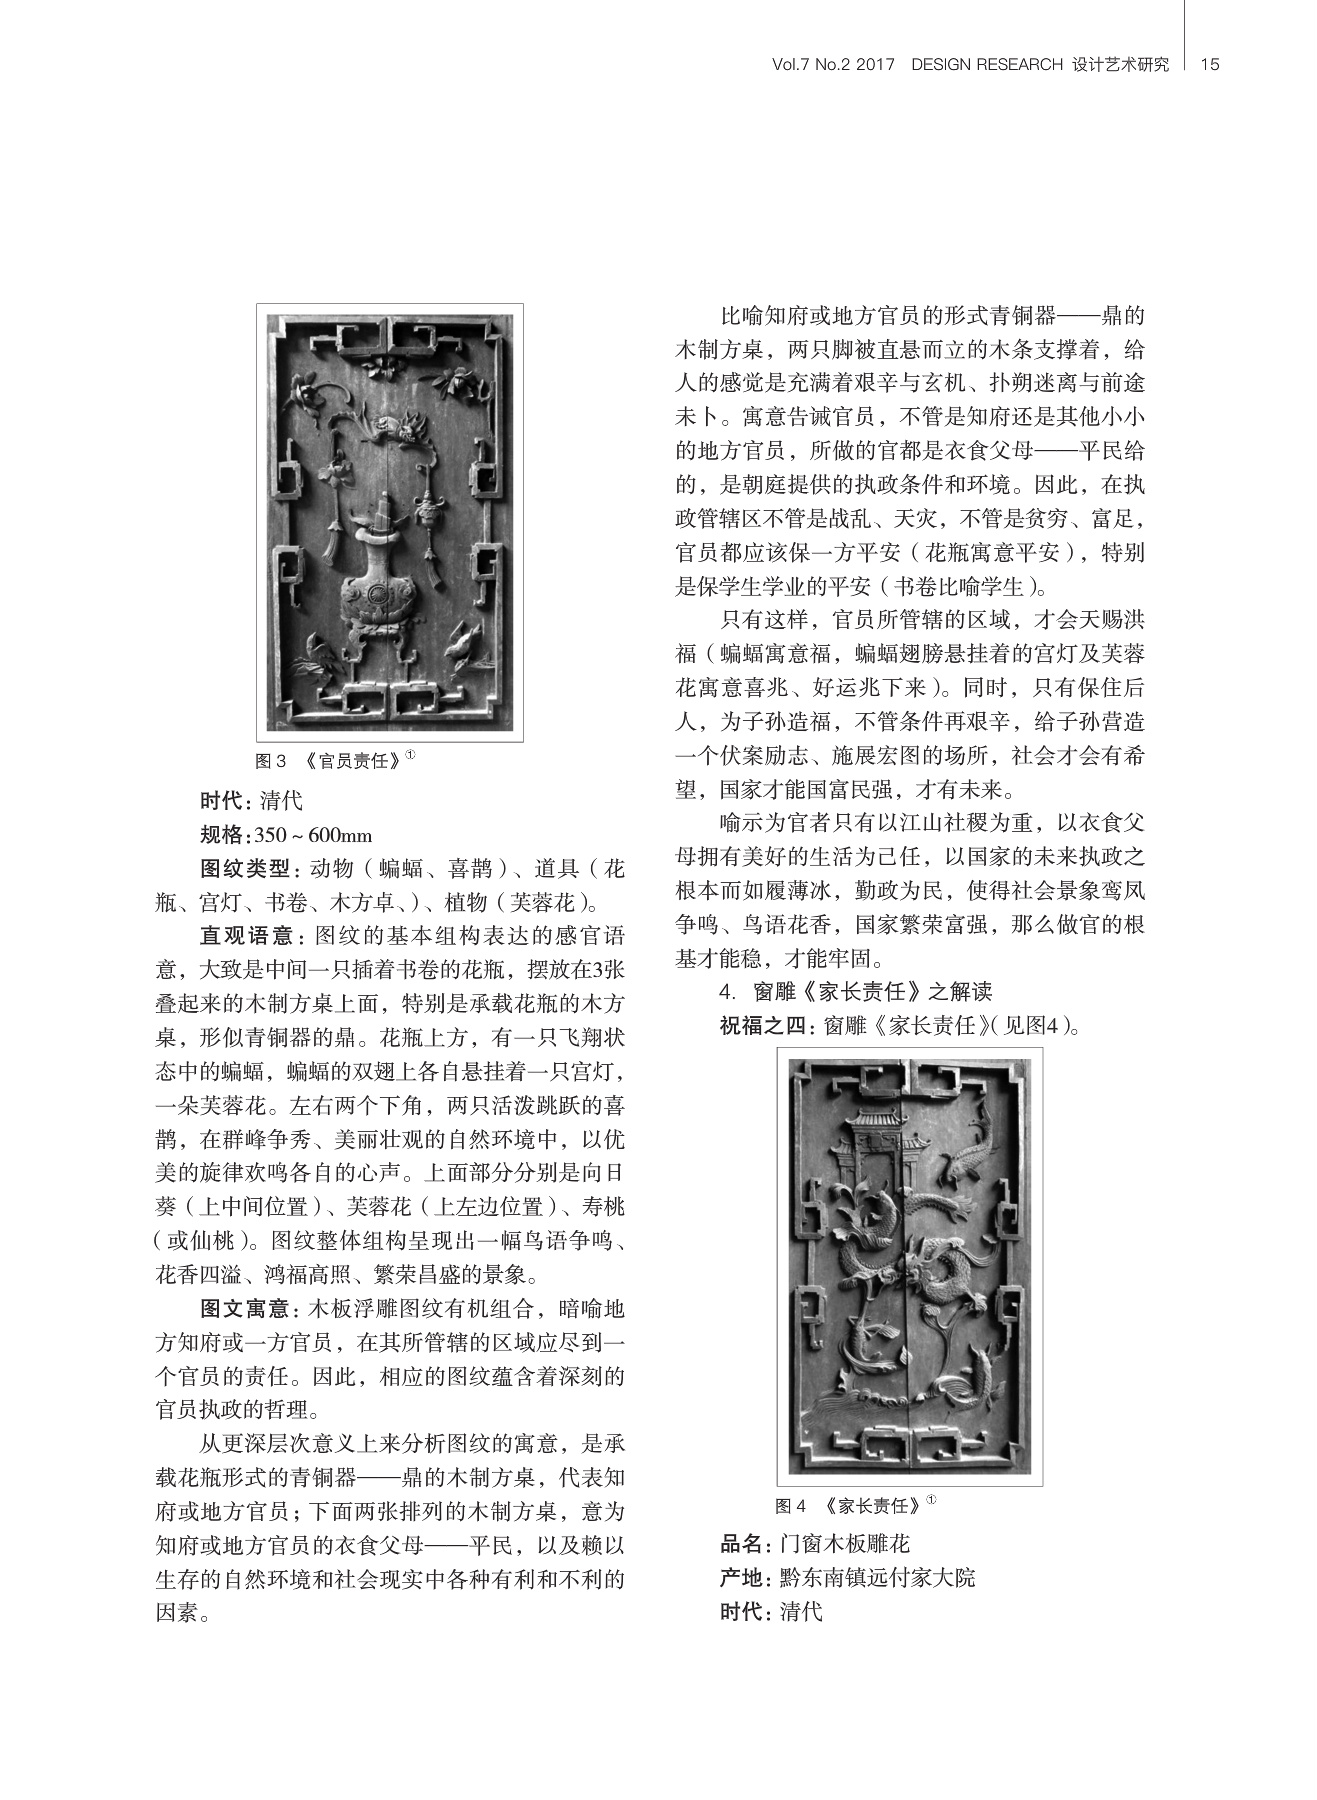 Vol.7 No.2 2017 DESIGN RESEARCH 设计艺术研究 15
图 3 《官员责任》①
时代：清代
规格：350 ~ 600mm
图纹类型：动物（蝙蝠、喜鹊）、道具（花
瓶、宫灯、书卷、木方卓、）、植物（芙蓉花）。
直观语意：图纹的基本组构表达的感官语
意，大致是中间一只插着书卷的花瓶，摆放在3张
叠起来的木制方桌上面，特别是承载花瓶的木方
桌，形似青铜器的鼎。花瓶上方，有一只飞翔状
态中的蝙蝠，蝙蝠的双翅上各自悬挂着一只宫灯，
一朵芙蓉花。左右两个下角，两只活泼跳跃的喜
鹊，在群峰争秀、美丽壮观的自然环境中，以优
美的旋律欢鸣各自的心声。上面部分分别是向日
葵（上中间位置）、芙蓉花（上左边位置）、寿桃
（或仙桃）。图纹整体组构呈现出一幅鸟语争鸣、
花香四溢、鸿福高照、繁荣昌盛的景象。
图文寓意：木板浮雕图纹有机组合，暗喻地
方知府或一方官员，在其所管辖的区域应尽到一
个官员的责任。因此，相应的图纹蕴含着深刻的
官员执政的哲理。
从更深层次意义上来分析图纹的寓意，是承
载花瓶形式的青铜器——鼎的木制方桌，代表知
府或地方官员；下面两张排列的木制方桌，意为
知府或地方官员的衣食父母——平民，以及赖以
生存的自然环境和社会现实中各种有利和不利的
因素。
比喻知府或地方官员的形式青铜器——鼎的
木制方桌，两只脚被直悬而立的木条支撑着，给
人的感觉是充满着艰辛与玄机、扑朔迷离与前途
未卜。寓意告诫官员，不管是知府还是其他小小
的地方官员，所做的官都是衣食父母——平民给
的，是朝庭提供的执政条件和环境。因此，在执
政管辖区不管是战乱、天灾，不管是贫穷、富足，
官员都应该保一方平安（花瓶寓意平安），特别
是保学生学业的平安（书卷比喻学生）。
只有这样，官员所管辖的区域，才会天赐洪
福（蝙蝠寓意福，蝙蝠翅膀悬挂着的宫灯及芙蓉
花寓意喜兆、好运兆下来）。同时，只有保住后
人，为子孙造福，不管条件再艰辛，给子孙营造
一个伏案励志、施展宏图的场所，社会才会有希
望，国家才能国富民强，才有未来。
喻示为官者只有以江山社稷为重，以衣食父
母拥有美好的生活为己任，以国家的未来执政之
根本而如履薄冰，勤政为民，使得社会景象鸾凤
争鸣、鸟语花香，国家繁荣富强，那么做官的根
基才能稳，才能牢固。
4. 窗雕《家长责任》之解读
祝福之四：窗雕《家长责任》（见图4）。
图 4 《家长责任》①
品名：门窗木板雕花
产地：黔东南镇远付家大院
时代：清代